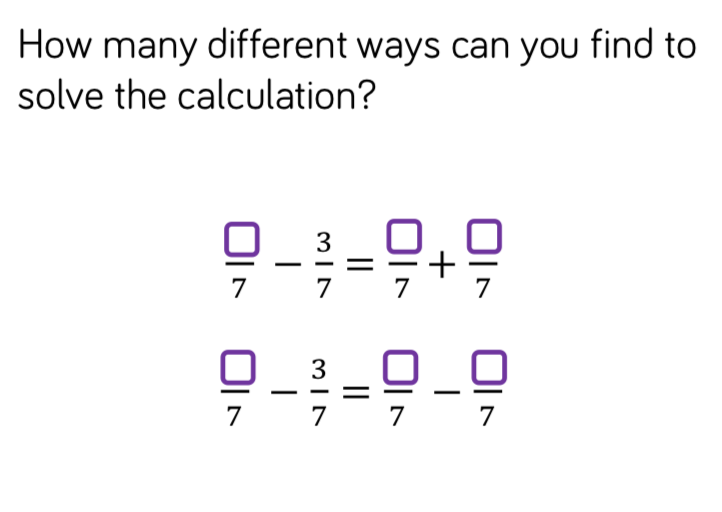 How many different ways can you find to
solve the calculation?
□/7 − 3/7 = □/7 + □/7
□/7 − 3/7 = □/7 − □/7